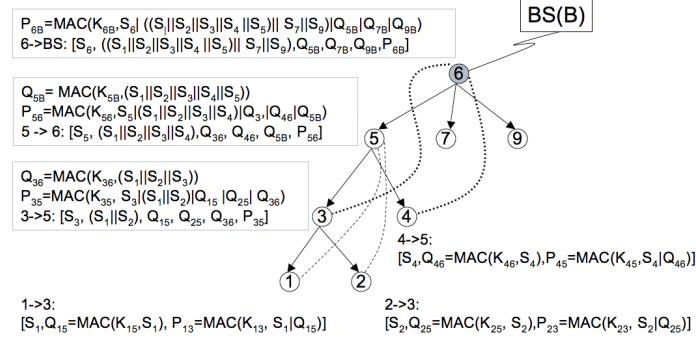 BS(B)
P6B=MAC(K6B,S6| ((S1||S2||S3||S4 ||S5)|| S7||S9)|Q5B|Q7B|Q9B)
6->BS: [S6, ((S1||S2||S3||S4 ||S5)|| S7||S9),Q5B,Q7B,Q9B,P6B]
6
Q5B= MAC(K5B,(S1||S2||S3||S4||S5))
P56=MAC(K56,S5|(S1||S2||S3||S4)|Q3,|Q46|Q5B)
5 -> 6: [S5, (S1||S2||S3||S4),Q36, Q46, Q5B, P56]
5
7
9
Q36=MAC(K36,(S1||S2||S3))
P35=MAC(K35, S3|(S1||S2)|Q15 |Q25| Q36)
3->5: [S3, (S1||S2), Q15, Q25, Q36, P35]
3
4
4->5:
[S4,Q46=MAC(K46,S4),P45=MAC(K45,S4|Q46)]
1
2
1->3:
[S1,Q15=MAC(K15,S1), P13=MAC(K13, S1|Q15)]
2->3:
[S2,Q25=MAC(K25, S2),P23=MAC(K23, S2|Q25)]